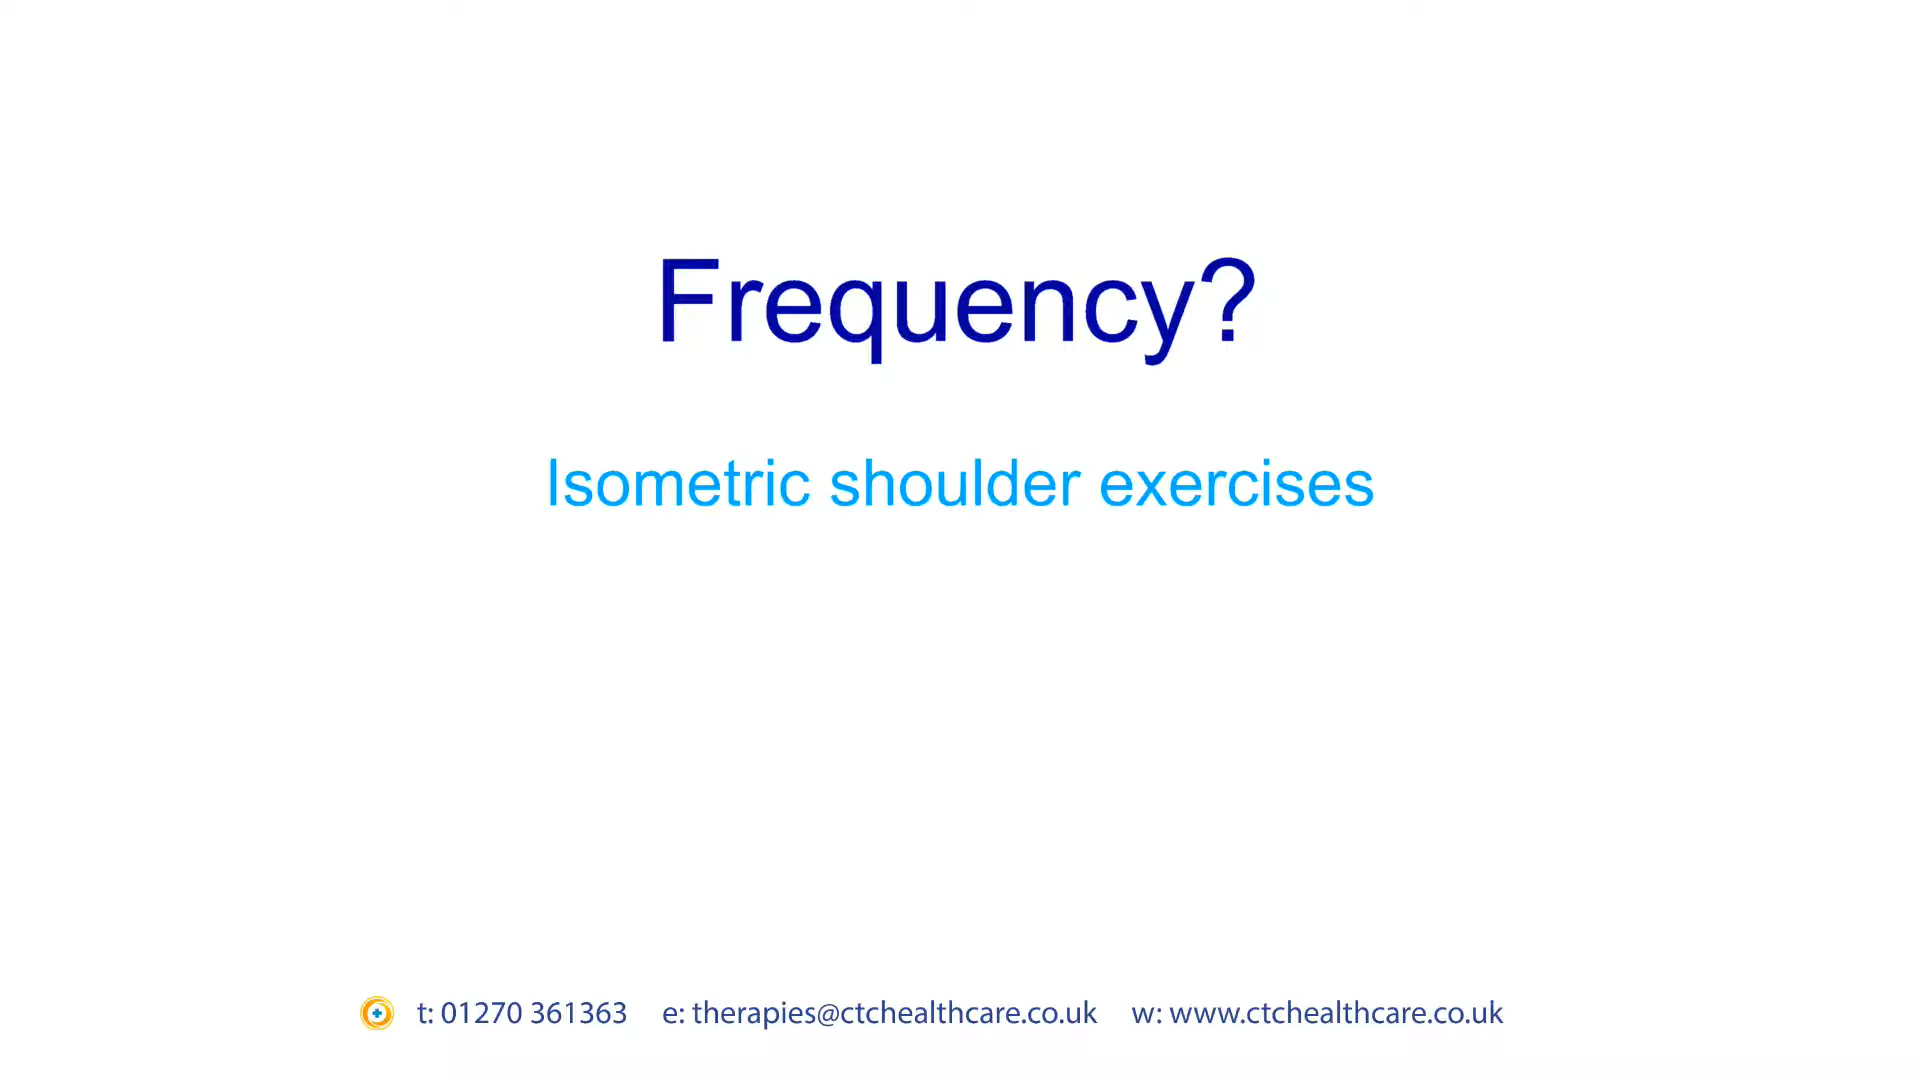 Frequency?
Isometric shoulder exercises
t: 01270 361363 e: therapies@ctchealthcare.co.uk w: www.ctchealthcare.co.uk